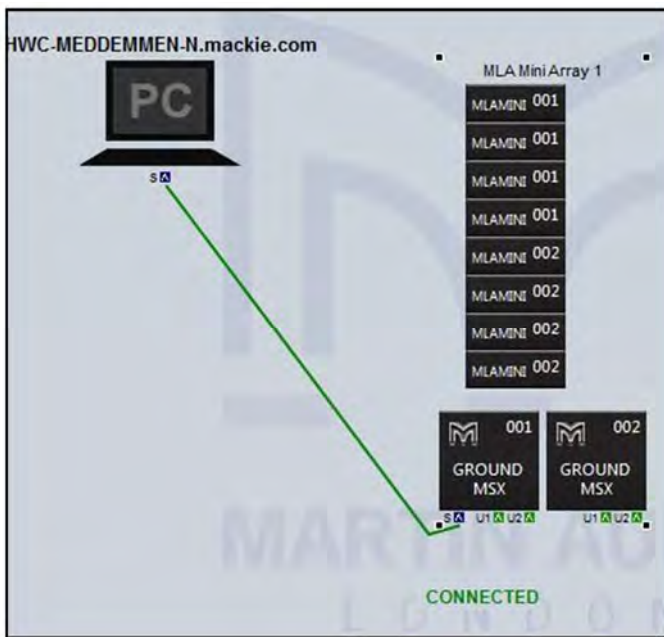 HWC-MEDDEMMEN-N.mackie.com
PC
S
MLA Mini Array 1
MLAMINI 001
MLAMINI 001
MLAMINI 001
MLAMINI 001
MLAMINI 002
MLAMINI 002
MLAMINI 002
MLAMINI 002
001
GROUND
MSX
002
GROUND
MSX
S U1 U2
U1 U2
MARTIN AU
CONNECTED
LONDON